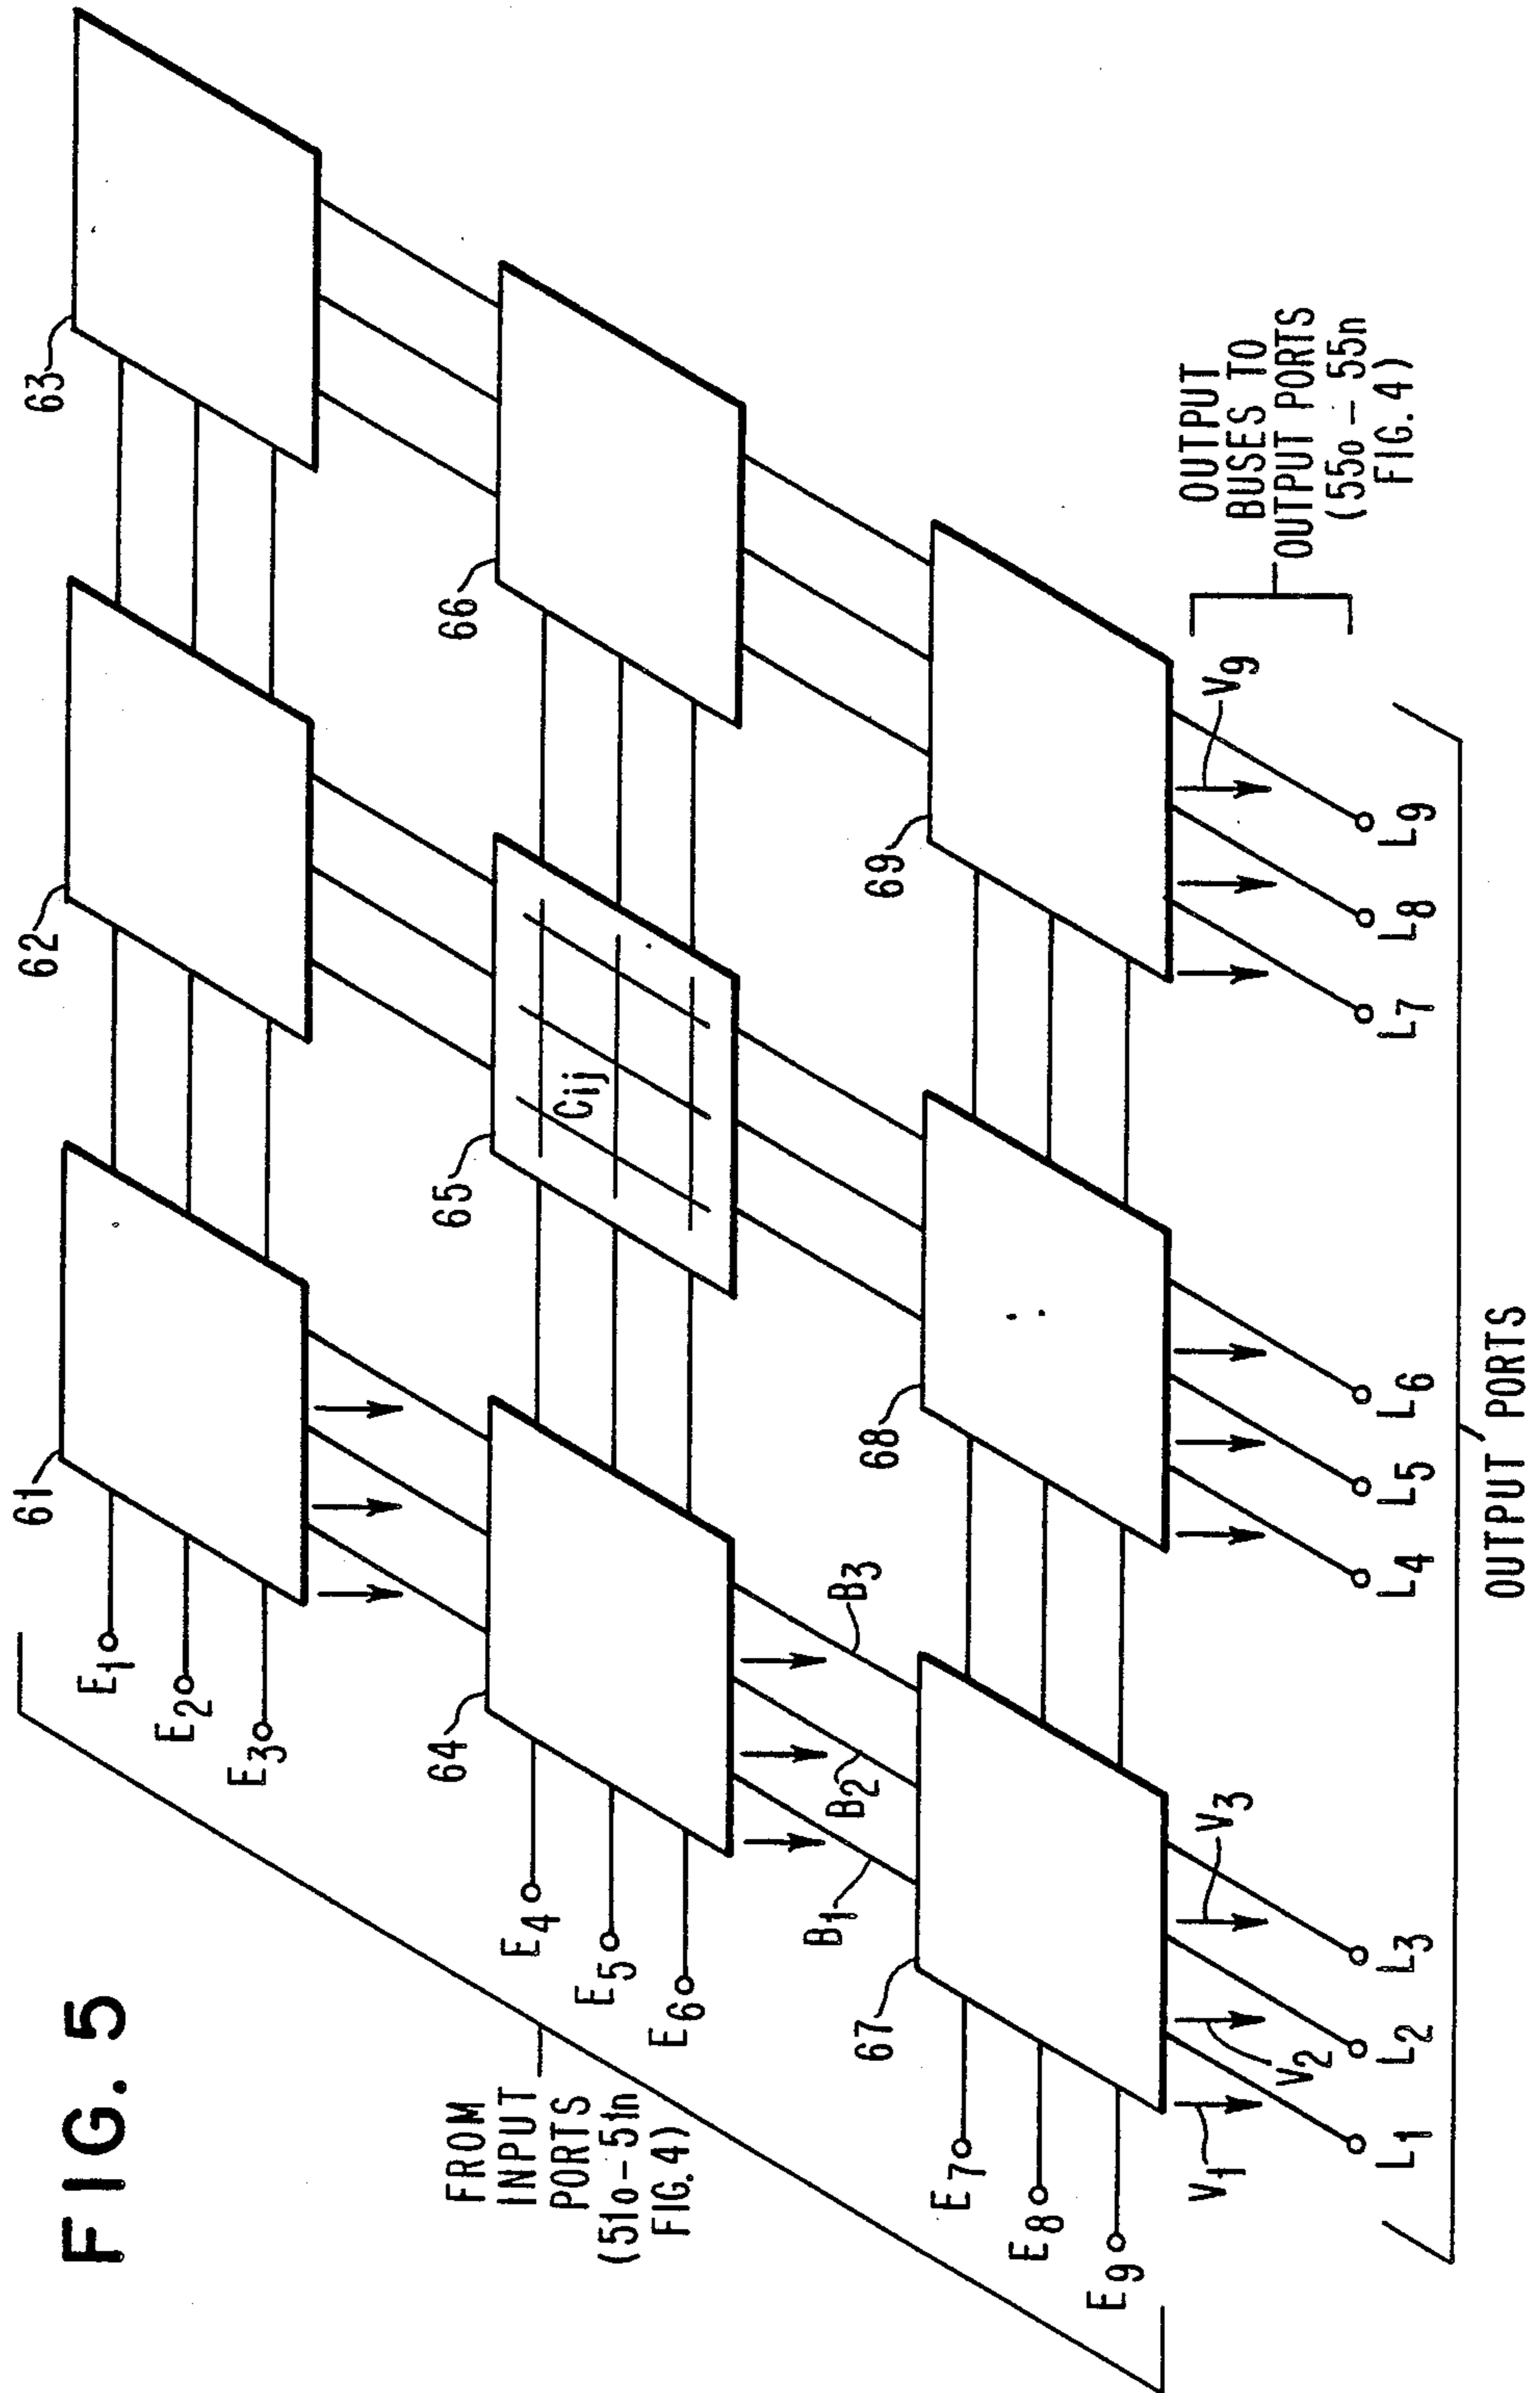 FIG. 5
61
62
63
E1
E2
E3
FROM
INPUT
PORTS
(51o-51n
FIG.4)
64
65
66
Cij
E4
E5
E6
B1
B2
B3
67
68
69
E7
E8
E9
V1
V2
V3
V9
OUTPUT
BUSES TO
OUTPUT PORTS
(55o-55n
FIG.4)
L1
L2
L3
L4
L5
L6
L7
L8
L9
OUTPUT PORTS